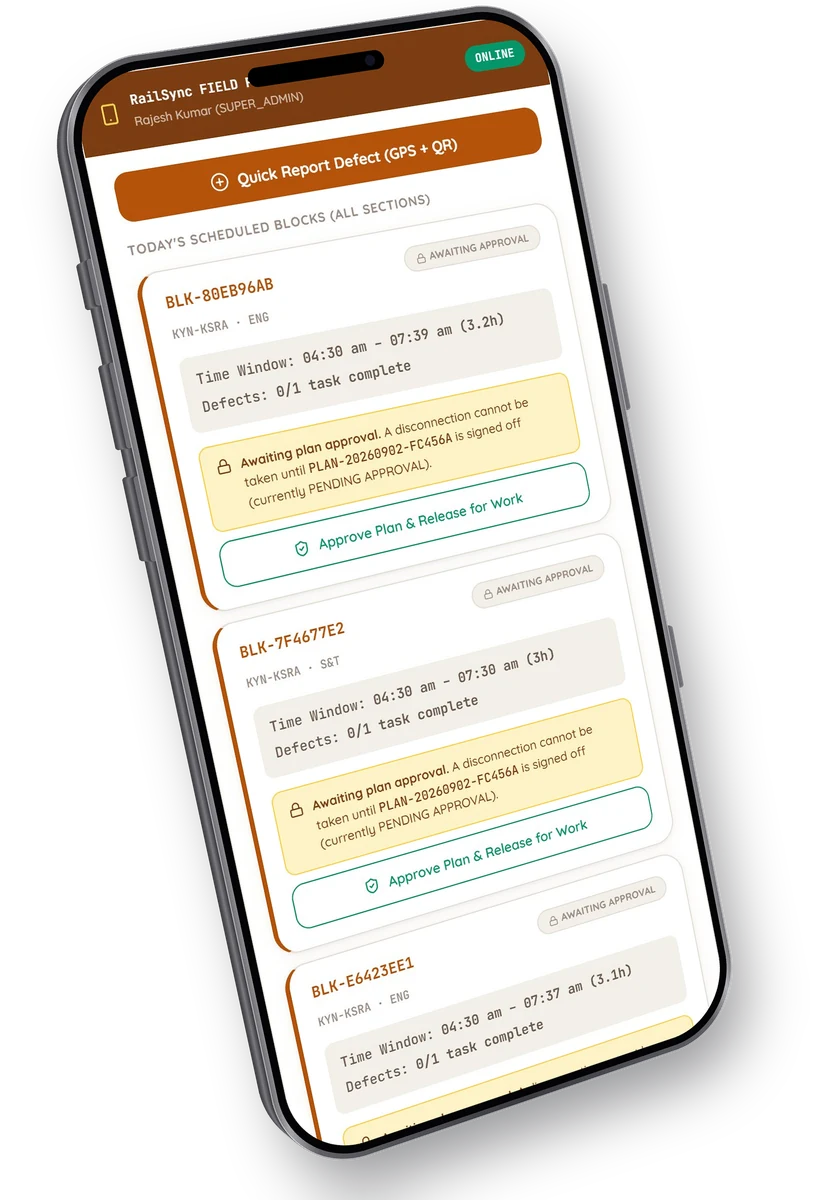 RailSync FIELD
ONLINE
Rajesh Kumar (SUPER_ADMIN)
Quick Report Defect (GPS + QR)
TODAY'S SCHEDULED BLOCKS (ALL SECTIONS)
AWAITING APPROVAL
BLK-80EB96AB
KYN-KSRA · ENG
Time Window: 04:30 am – 07:39 am (3.2h)
Defects: 0/1 task complete
Awaiting plan approval. A disconnection cannot be
taken until PLAN-20260902-FC456A is signed off
(currently PENDING APPROVAL).
Approve Plan & Release for Work
AWAITING APPROVAL
BLK-7F4677E2
KYN-KSRA · S&T
Time Window: 04:30 am – 07:30 am (3h)
Defects: 0/1 task complete
Awaiting plan approval. A disconnection cannot be
taken until PLAN-20260902-FC456A is signed off
(currently PENDING APPROVAL).
Approve Plan & Release for Work
AWAITING APPROVAL
BLK-E6423EE1
KYN-KSRA · ENG
Time Window: 04:30 am – 07:37 am (3.1h)
Defects: 0/1 task complete